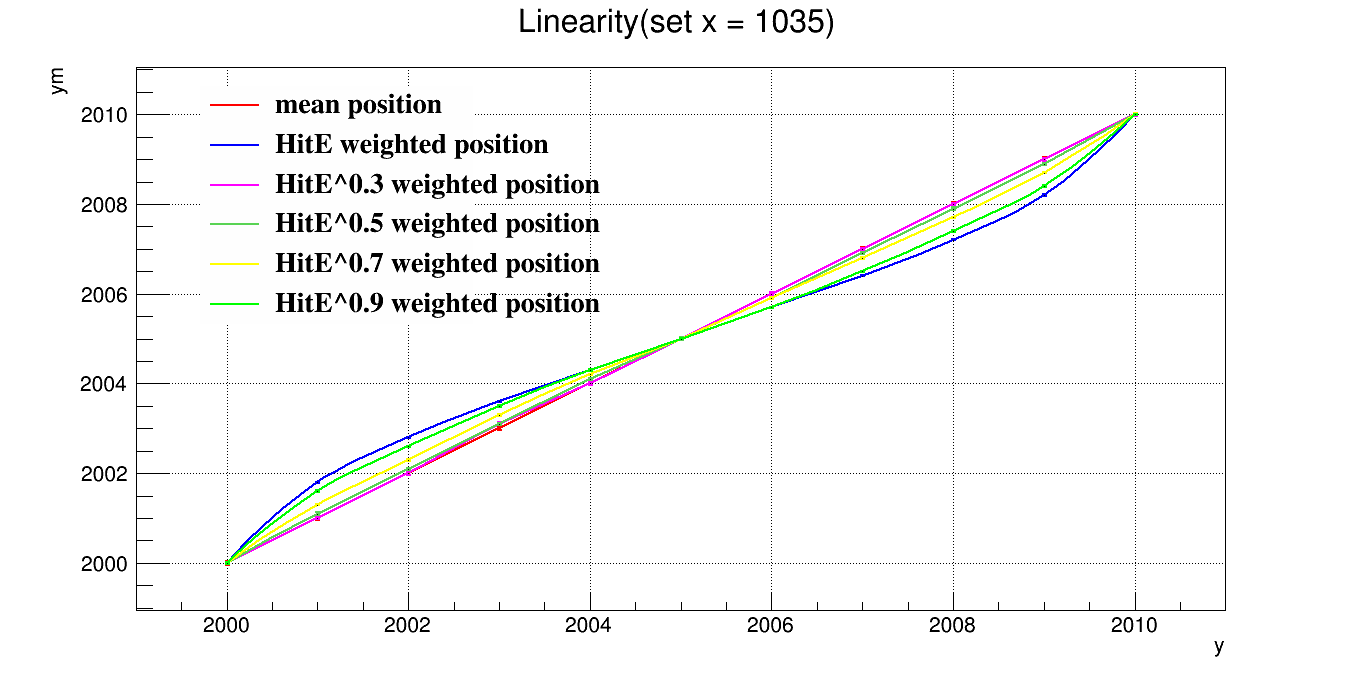 Linearity(set x = 1035)
ym
2010
2008
2006
2004
2002
2000
mean position
HitE weighted position
HitE^0.3 weighted position
HitE^0.5 weighted position
HitE^0.7 weighted position
HitE^0.9 weighted position
2000 2002 2004 2006 2008 2010
y